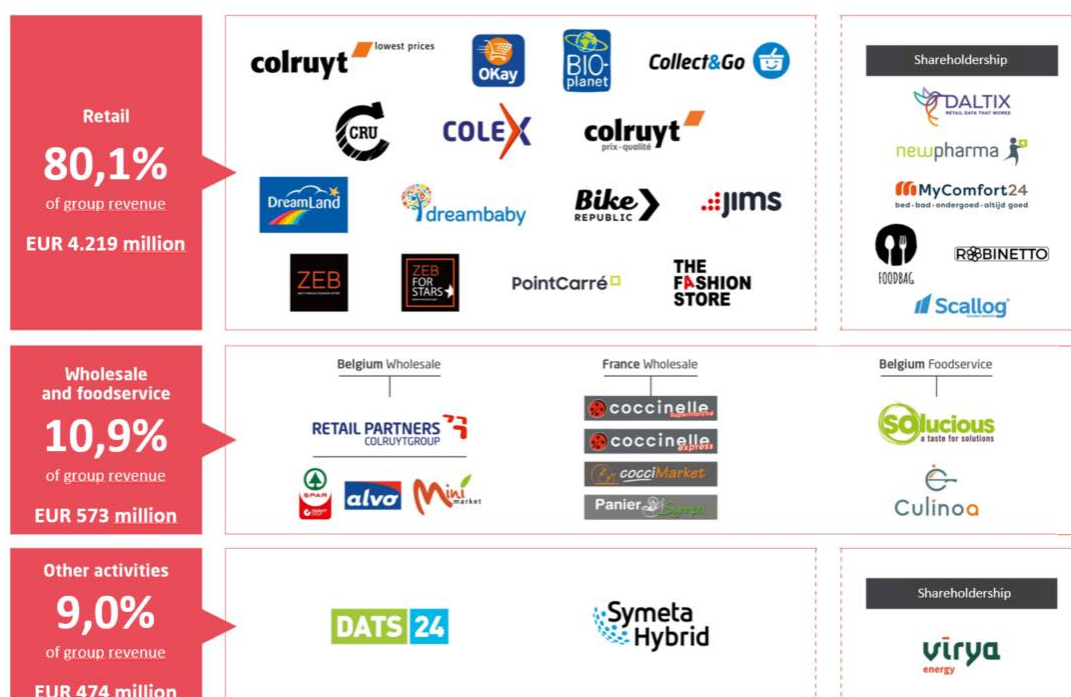 Retail
80,1%
of group revenue
EUR 4.219 million
colruyt lowest prices
OKay
BIO-
planet
Collect&Go
CRU
COLEX
colruyt
prix-qualité
DreamLand
dreambaby
Bike
REPUBLIC
JIMS
ZEB
ZEB
FOR
STARS
PointCarré
THE
FASHION
STORE
Shareholdership
DALTIX
RETAIL DATA THAT WORKS
newpharma
MyComfort24
bed-bad-ondergoed-altijd goed
FOODBAG
ROBINETTO
Scallog
Wholesale
and foodservice
10,9%
of group revenue
EUR 573 million
Belgium Wholesale
RETAIL PARTNERS
COLRUYTGROUP
SPAR
alvo
Mini
market
France Wholesale
coccinelle
supermarché
coccinelle
express
cocciMarket
Panier Sympa
Belgium Foodservice
solucious
a taste for solutions
Culinoa
Other activities
9,0%
of group revenue
EUR 474 million
DATS 24
Symeta
Hybrid
Shareholdership
virya
energy